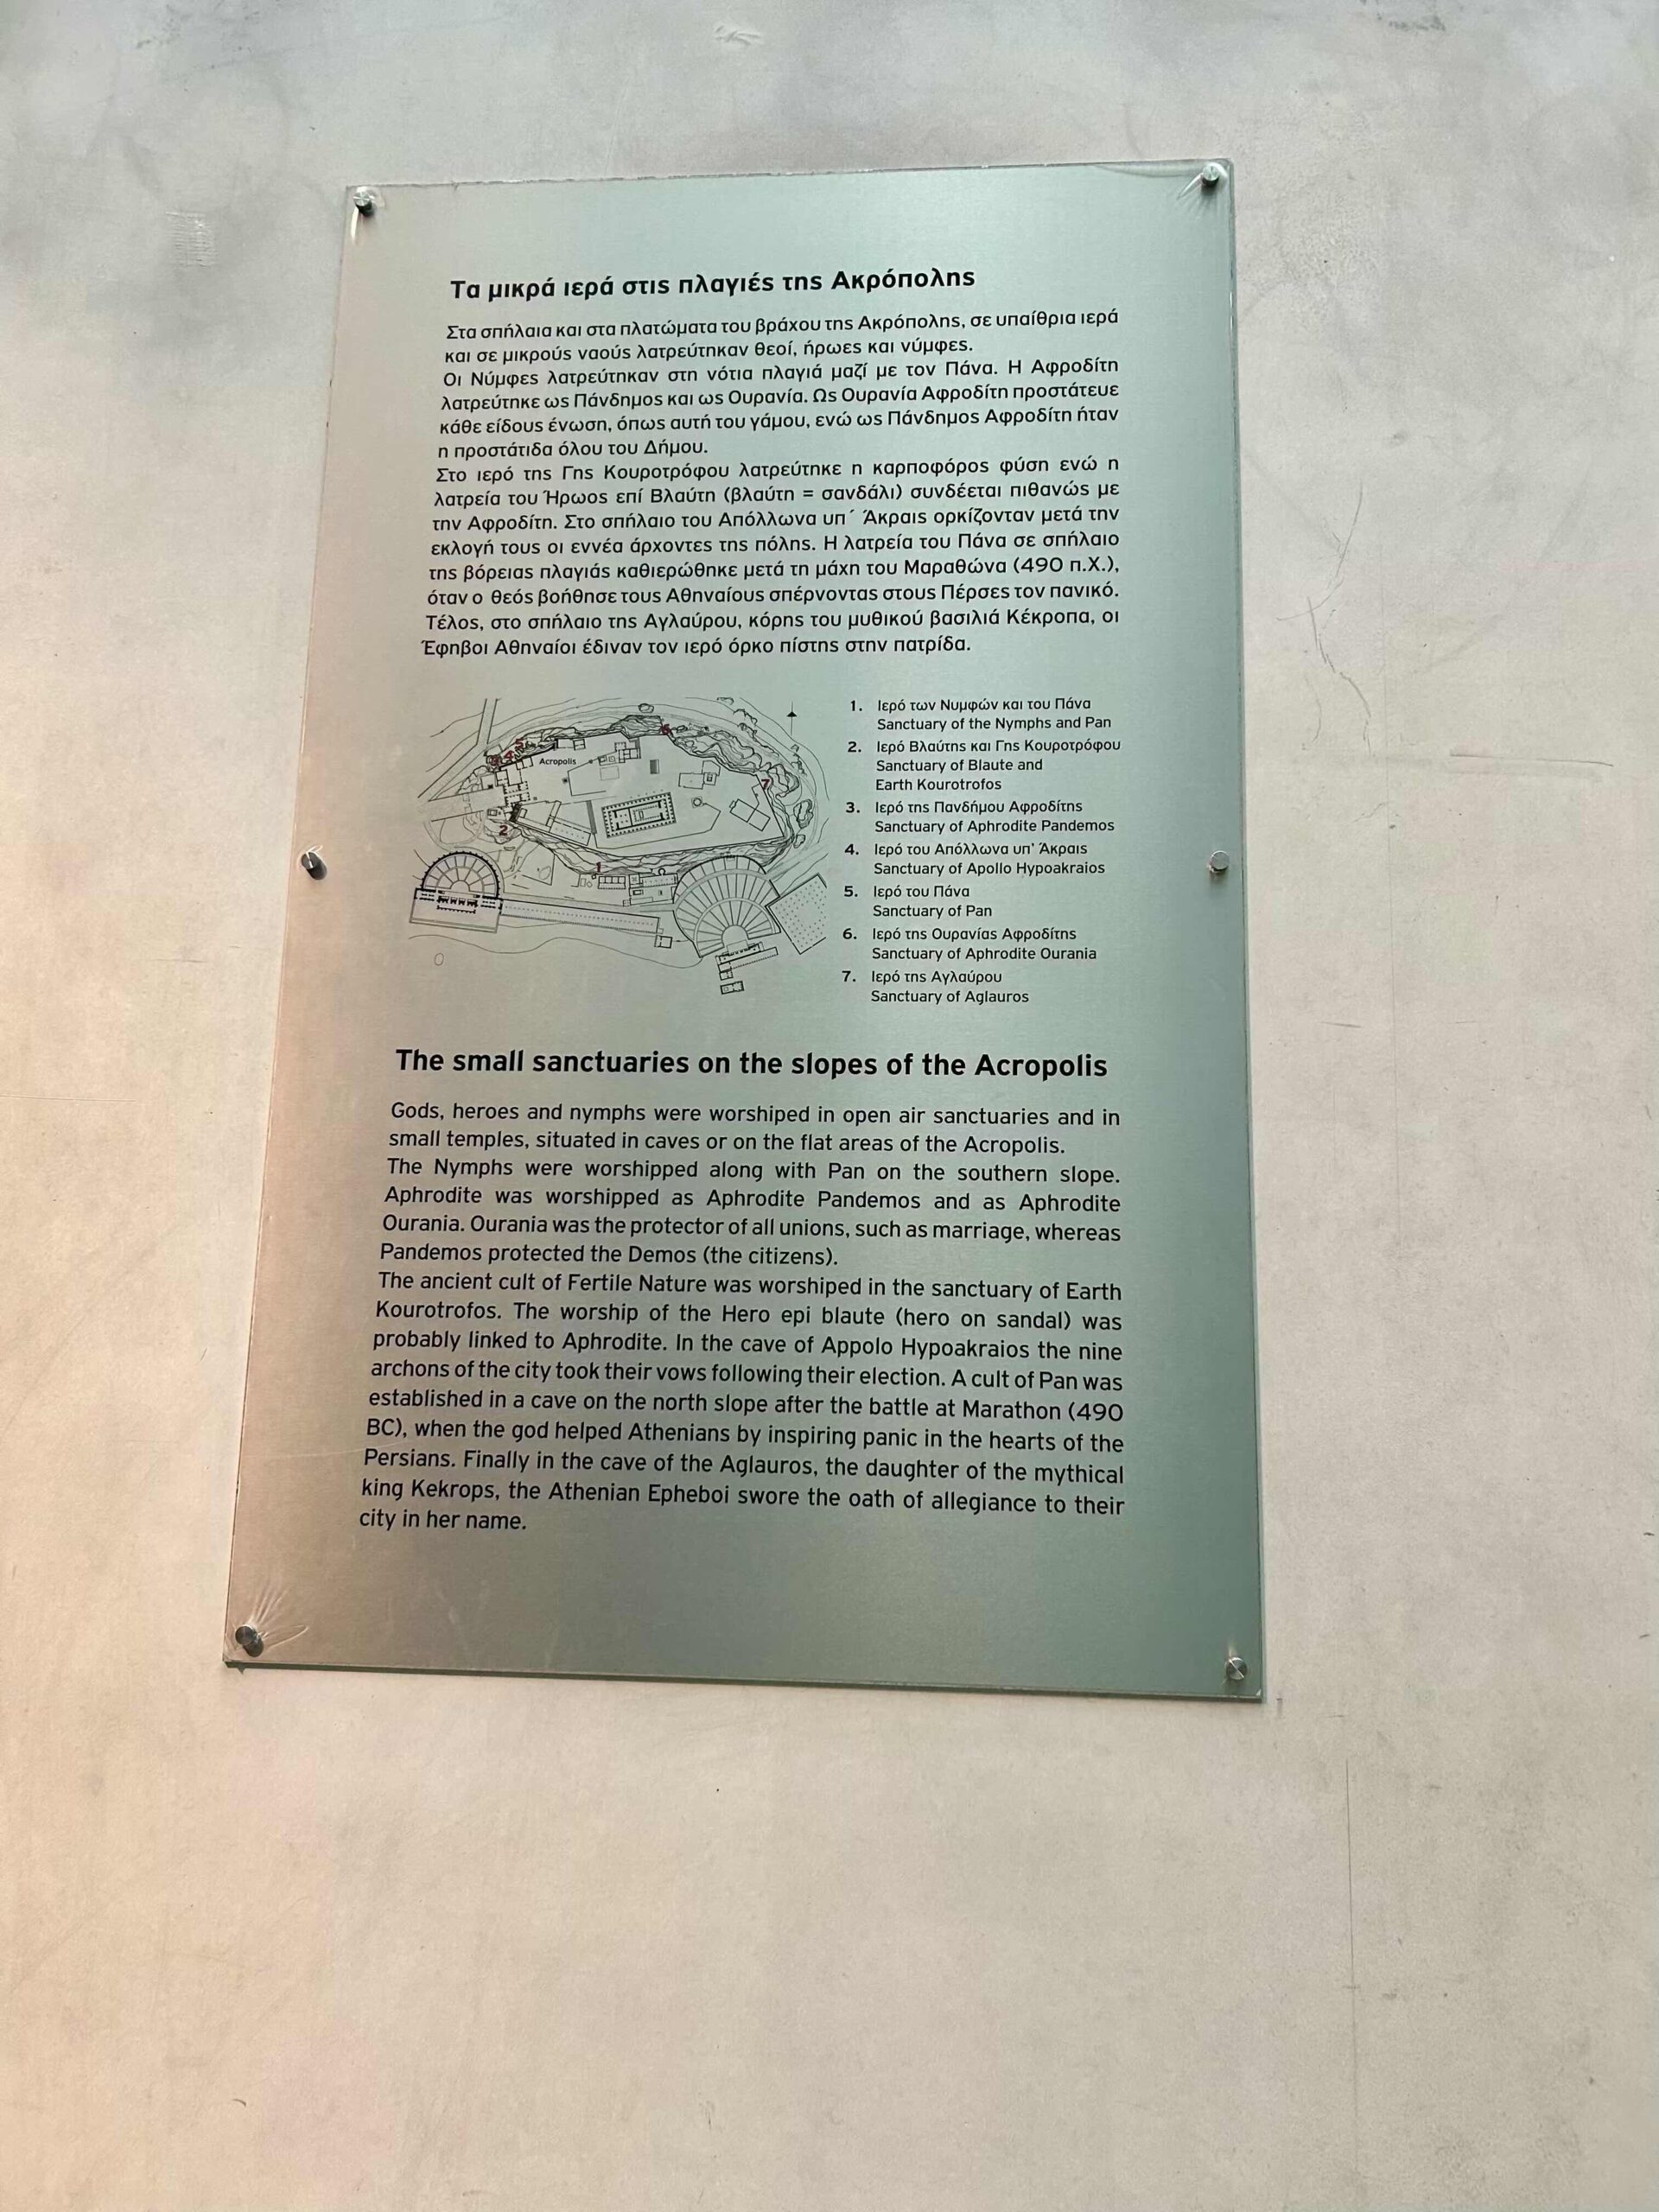 Τα μικρά ιερά στις πλαγιές της Ακρόπολης
Στα σπήλαια και στα πλατώματα του βράχου της Ακρόπολης, σε υπαίθρια ιερά
και σε μικρούς ναούς λατρεύτηκαν θεοί, ήρωες και νύμφες.
Οι Νύμφες λατρεύτηκαν στη νότια πλαγιά μαζί με τον Πάνα. Η Αφροδίτη
λατρεύτηκε ως Πάνδημος και ως Ουρανία. Ως Ουρανία Αφροδίτη προστάτευε
κάθε είδους ένωση, όπως αυτή του γάμου, ενώ ως Πάνδημος Αφροδίτη ήταν
η προστάτιδα όλου του Δήμου.
Στο ιερό της Γης Κουροτρόφου λατρεύτηκε η καρποφόρος φύση ενώ η
λατρεία του Ήρωος επί Βλαύτη (βλαύτη = σανδάλι) συνδέεται πιθανώς με
την Αφροδίτη. Στο σπήλαιο του Απόλλωνα υπ΄ Άκραις ορκίζονταν μετά την
εκλογή τους οι εννέα άρχοντες της πόλης. Η λατρεία του Πάνα σε σπήλαιο
της βόρειας πλαγιάς καθιερώθηκε μετά τη μάχη του Μαραθώνα (490 π.Χ.),
όταν ο θεός βοήθησε τους Αθηναίους σπέρνοντας στους Πέρσες τον πανικό.
Τέλος, στο σπήλαιο της Αγλαύρου, κόρης του μυθικού βασιλιά Κέκροπα, οι
Έφηβοι Αθηναίοι έδιναν τον ιερό όρκο πίστης στην πατρίδα.
Acropolis
3 4 5
6
7
2
1
1. Ιερό των Νυμφών και του Πάνα
Sanctuary of the Nymphs and Pan
2. Ιερό Βλαύτης και Γης Κουροτρόφου
Sanctuary of Blaute and
Earth Kourotrofos
3. Ιερό της Πανδήμου Αφροδίτης
Sanctuary of Aphrodite Pandemos
4. Ιερό του Απόλλωνα υπ' Άκραις
Sanctuary of Apollo Hypoakraios
5. Ιερό του Πάνα
Sanctuary of Pan
6. Ιερό της Ουρανίας Αφροδίτης
Sanctuary of Aphrodite Ourania
7. Ιερό της Αγλαύρου
Sanctuary of Aglauros
The small sanctuaries on the slopes of the Acropolis
Gods, heroes and nymphs were worshiped in open air sanctuaries and in
small temples, situated in caves or on the flat areas of the Acropolis.
The Nymphs were worshipped along with Pan on the southern slope.
Aphrodite was worshipped as Aphrodite Pandemos and as Aphrodite
Ourania. Ourania was the protector of all unions, such as marriage, whereas
Pandemos protected the Demos (the citizens).
The ancient cult of Fertile Nature was worshiped in the sanctuary of Earth
Kourotrofos. The worship of the Hero epi blaute (hero on sandal) was
probably linked to Aphrodite. In the cave of Appolo Hypoakraios the nine
archons of the city took their vows following their election. A cult of Pan was
established in a cave on the north slope after the battle at Marathon (490
BC), when the god helped Athenians by inspiring panic in the hearts of the
Persians. Finally in the cave of the Aglauros, the daughter of the mythical
king Kekrops, the Athenian Epheboi swore the oath of allegiance to their
city in her name.